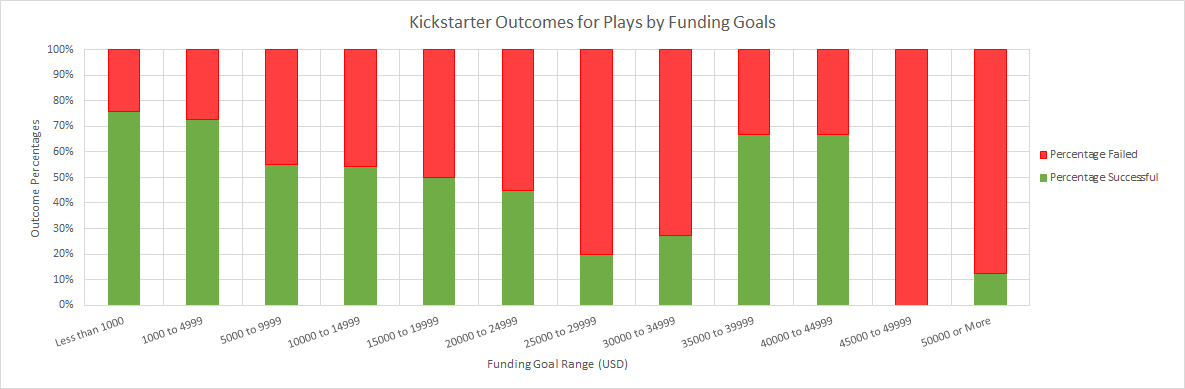 Kickstarter Outcomes for Plays by Funding Goals
100%
90%
80%
70%
60%
50%
40%
30%
20%
10%
0%
Outcome Percentages
Less than 1000
1000 to 4999
5000 to 9999
10000 to 14999
15000 to 19999
20000 to 24999
25000 to 29999
30000 to 34999
35000 to 39999
40000 to 44999
45000 to 49999
50000 or More
Funding Goal Range (USD)
Percentage Failed
Percentage Successful